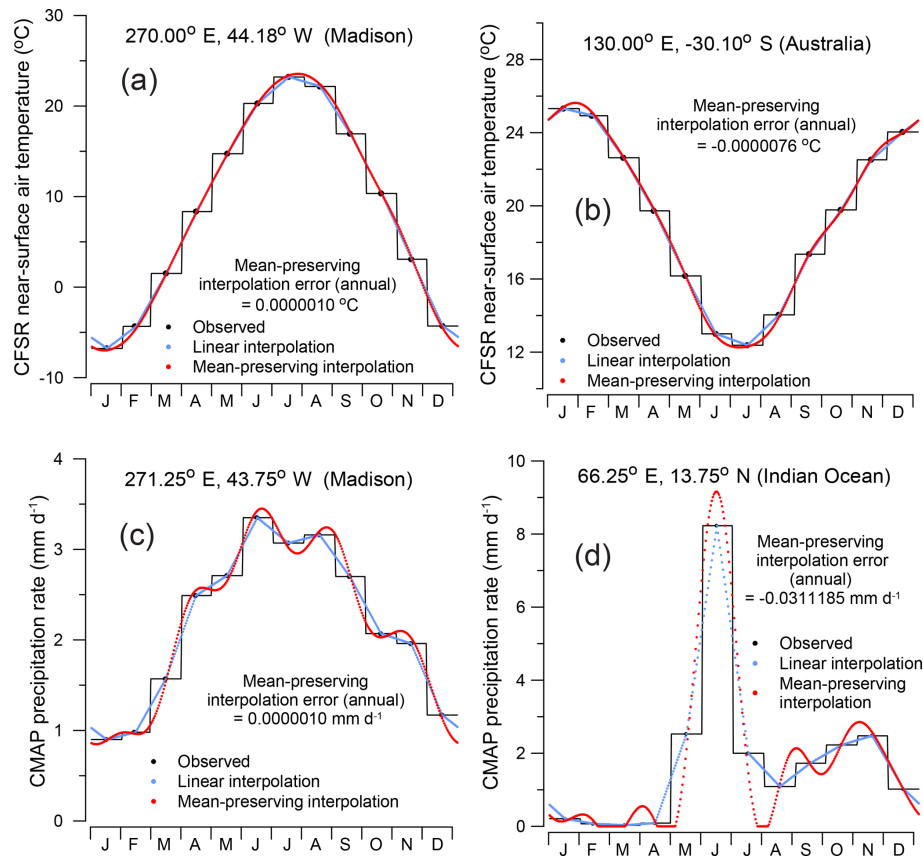 CFSR near-surface air temperature (°C)
30
20
10
0
-10
270.00° E, 44.18° W (Madison)
(a)
Mean-preserving
interpolation error (annual)
= 0.0000010 °C
Observed
Linear interpolation
Mean-preserving interpolation
J F M A M J J A S O N D
CFSR near-surface air temperature (°C)
28
24
20
16
12
130.00° E, -30.10° S (Australia)
Mean-preserving
interpolation error (annual)
= -0.0000076 °C
(b)
Observed
Linear interpolation
Mean-preserving interpolation
J F M A M J J A S O N D
CMAP precipitation rate (mm d-1)
4
3
2
1
0
271.25° E, 43.75° W (Madison)
(c)
Mean-preserving
interpolation error (annual)
= 0.0000010 mm d-1
Observed
Linear interpolation
Mean-preserving interpolation
J F M A M J J A S O N D
CMAP precipitation rate (mm d-1)
10
8
6
4
2
0
66.25° E, 13.75° N (Indian Ocean)
(d)
Mean-preserving
interpolation error
(annual)
= -0.0311185 mm d-1
Observed
Linear interpolation
Mean-preserving
interpolation
J F M A M J J A S O N D